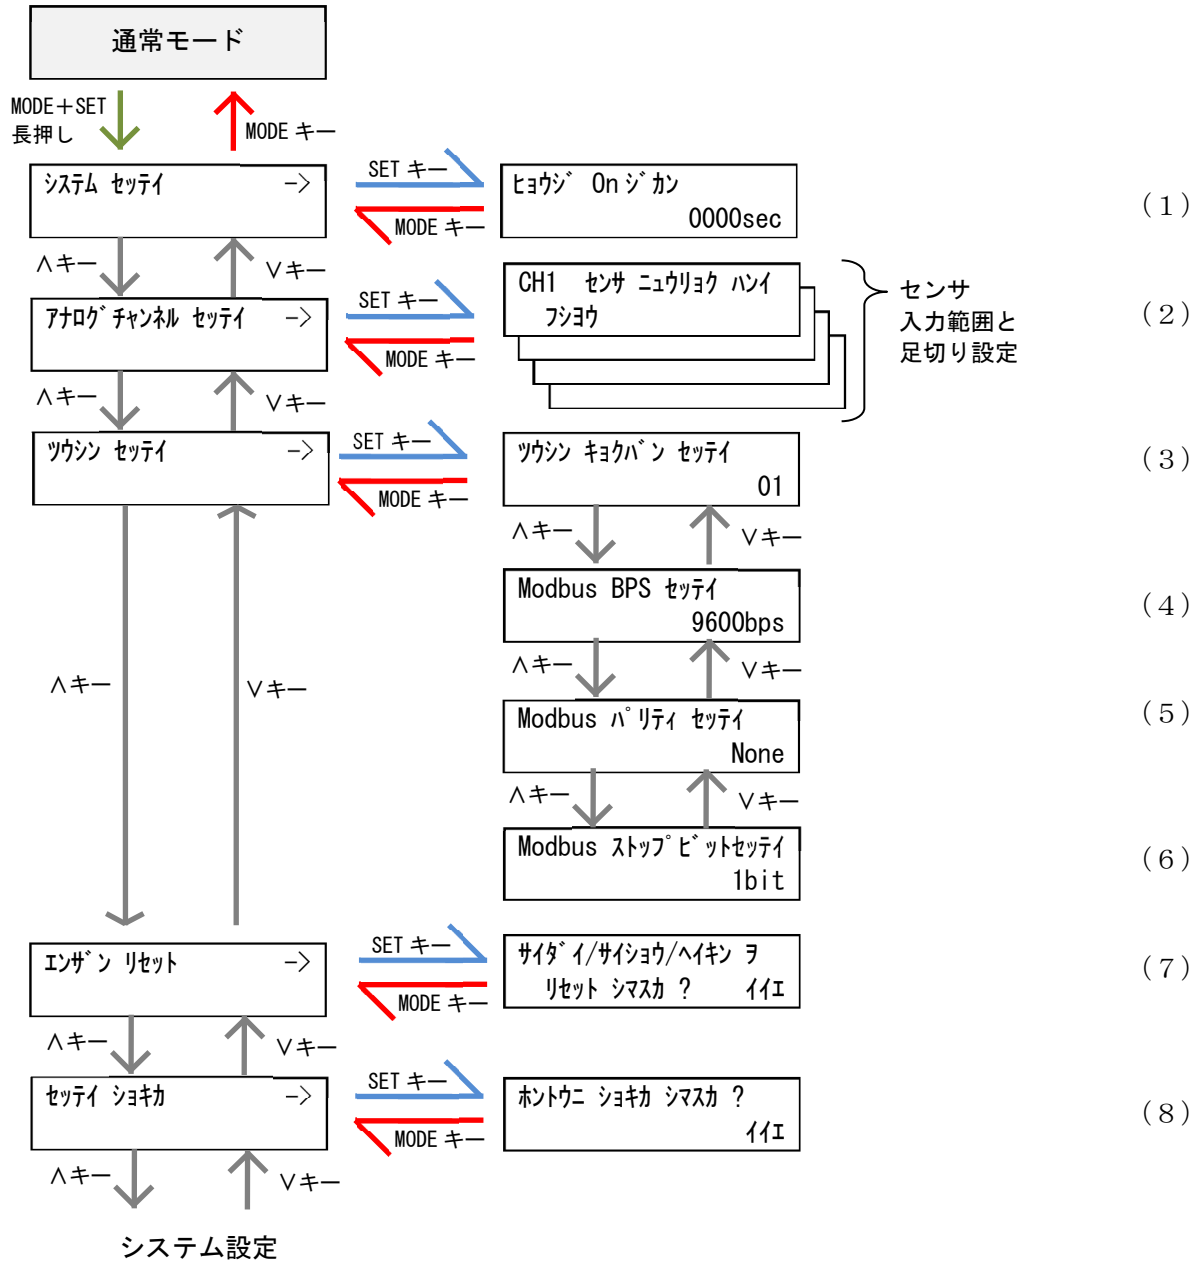 通常モード
MODE＋SET
長押し
MODE キー
ｼｽﾃﾑ ｾｯﾃｲ －>
SET キー
MODE キー
ﾋｮｳｼﾞ Onｼﾞｶﾝ
0000sec
（１）
∧キー
∨キー
ｱﾅﾛｸﾞﾁｬﾝﾈﾙ ｾｯﾃｲ －>
SET キー
MODE キー
CH1 ｾﾝｻ ﾆｭｳﾘｮｸ ﾊﾝｲ
ﾌｼﾖｳ
センサ
入力範囲と
足切り設定
（２）
∧キー
∨キー
ﾂｳｼﾝ ｾｯﾃｲ －>
SET キー
MODE キー
ﾂｳｼﾝ ｷｮｸﾊﾞﾝ ｾｯﾃｲ
01
（３）
∧キー
∨キー
Modbus BPS ｾｯﾃｲ
9600bps
（４）
∧キー
∨キー
∧キー
∨キー
Modbus ﾊﾟﾘﾃｨ ｾｯﾃｲ
None
（５）
∧キー
∨キー
Modbus ｽﾄｯﾌﾟﾋﾞｯﾄｾｯﾃｲ
1bit
（６）
ｴﾝｻﾞﾝ ﾘｾｯﾄ －>
SET キー
MODE キー
ｻｲﾀﾞｲ/ｻｲｼｮｳ/ﾍｲｷﾝ ｦ
ﾘｾｯﾄ ｼﾏｽｶ ? ｲｲｴ
（７）
∧キー
∨キー
ｾｯﾃｲ ｼｮｷｶ －>
SET キー
MODE キー
ﾎﾝﾄｳﾆ ｼｮｷｶ ｼﾏｽｶ ?
ｲｲｴ
（８）
∧キー
∨キー
システム設定